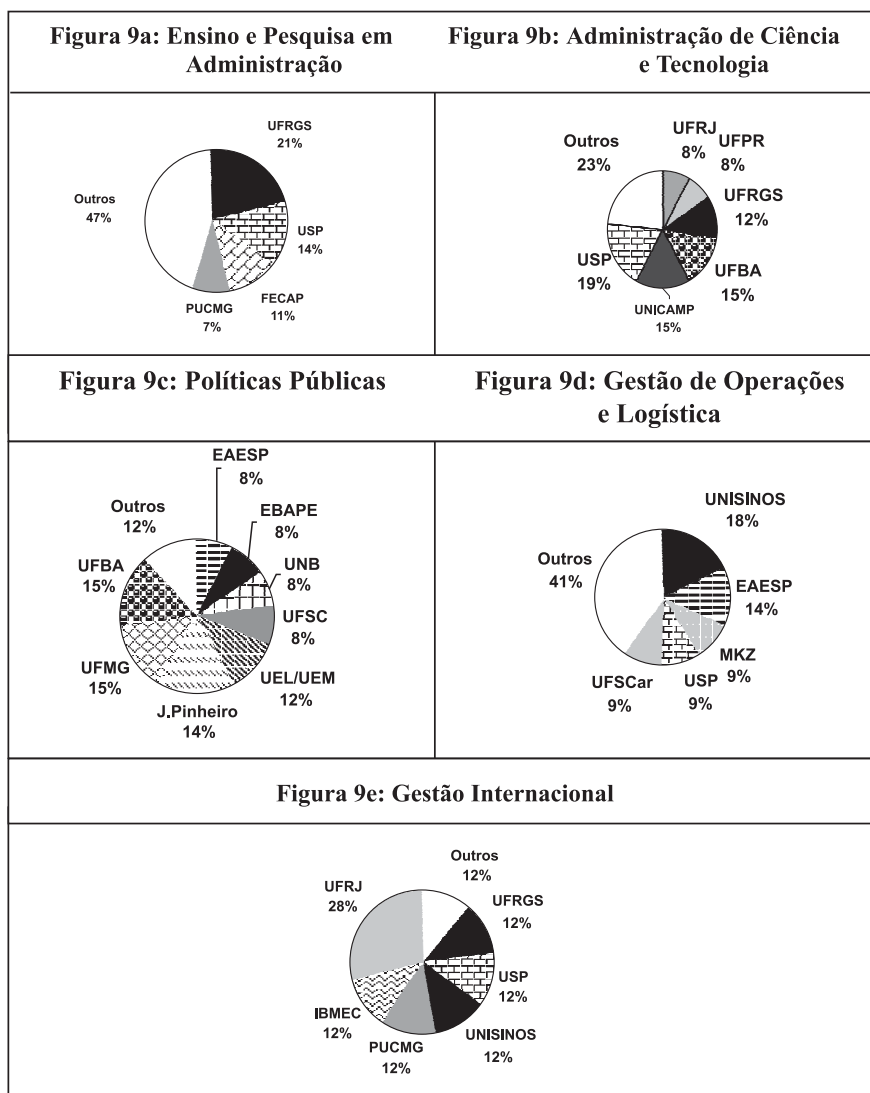 Figura 9a: Ensino e Pesquisa em
Administração
UFRGS
21%
USP
14%
FECAP
11%
PUCMG
7%
Outros
47%
Figura 9b: Administração de Ciência
e Tecnologia
UFRJ
8%
UFPR
8%
UFRGS
12%
UFBA
15%
UNICAMP
15%
USP
19%
Outros
23%
Figura 9c: Políticas Públicas
EAESP
8%
EBAPE
8%
UNB
8%
UFSC
8%
UEL/UEM
12%
J.Pinheiro
14%
UFMG
15%
UFBA
15%
Outros
12%
Figura 9d: Gestão de Operações
e Logística
UNISINOS
18%
EAESP
14%
MKZ
9%
USP
9%
UFSCar
9%
Outros
41%
Figura 9e: Gestão Internacional
Outros
12%
UFRGS
12%
USP
12%
UNISINOS
12%
PUCMG
12%
IBMEC
12%
UFRJ
28%